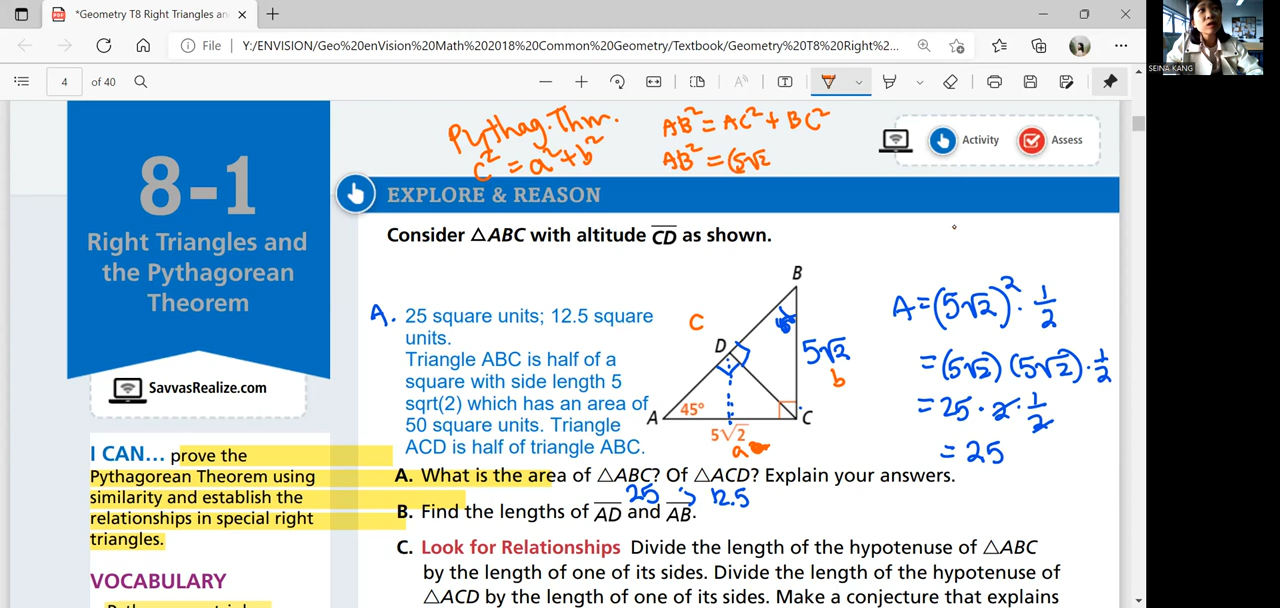 *Geometry T8 Right Triangles an
File
Y:/ENVISION/Geo%20enVision%20Math%202018%20Common%20Geometry/Textbook/Geometry%20T8%20Right%2...
SEINA KANG
4 of 40
Pythag. Thm.
c² = a² + b²
AB² = AC² + BC²
AB² = (5√2
Activity
Assess
8-1
Right Triangles and
the Pythagorean
Theorem
SavvasRealize.com
I CAN... prove the
Pythagorean Theorem using
similarity and establish the
relationships in special right
triangles.
VOCABULARY
EXPLORE & REASON
Consider △ABC with altitude CD as shown.
A. 25 square units; 12.5 square
units.
Triangle ABC is half of a
square with side length 5
sqrt(2) which has an area of
50 square units. Triangle
ACD is half of triangle ABC.
B
c
D
5√2
b
A
45°
C
5√2
a
A = (5√2)² · 1/2
= (5√2) (5√2) · 1/2
= 25 · 2 · 1/2
= 25
A. What is the area of △ABC? Of △ACD? Explain your answers.
25 ; 12.5
B. Find the lengths of AD and AB.
C. Look for Relationships Divide the length of the hypotenuse of △ABC
by the length of one of its sides. Divide the length of the hypotenuse of
△ACD by the length of one of its sides. Make a conjecture that explains